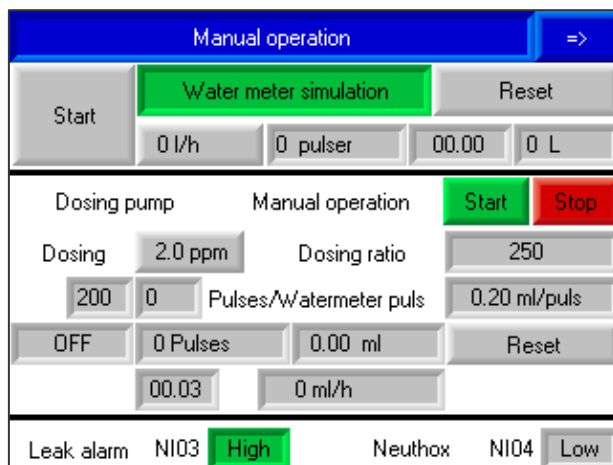 Manual operation =>
Start Water meter simulation Reset
0 l/h 0 pulser 00.00 0 L
Dosing pump Manual operation Start Stop
Dosing 2.0 ppm Dosing ratio 250
200 0 Pulses/Watermeter puls 0.20 ml/puls
OFF 0 Pulses 0.00 ml Reset
00.03 0 ml/h
Leak alarm NI03 High Neuthox NI04 Low